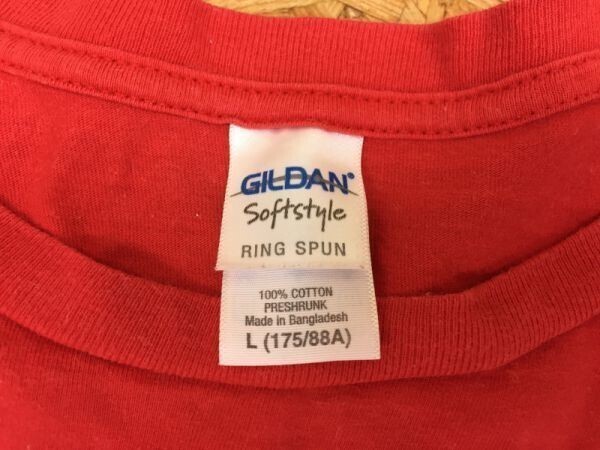 GILDAN®
Softstyle
RING SPUN
100% COTTON
PRESHRUNK
Made in Bangladesh
L (175/88A)